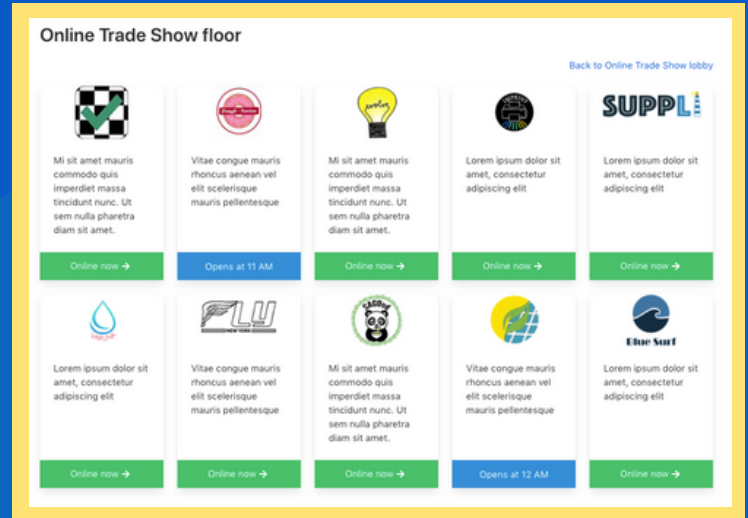 Online Trade Show floor
Back to Online Trade Show lobby
evolve
IMPRINT
SUPPLi
Mi sit amet mauris
commodo quis
imperdiet massa
tincidunt nunc. Ut
sem nulla pharetra
diam sit amet.
Vitae congue mauris
rhoncus aenean vel
elit scelerisque
mauris pellentesque
Mi sit amet mauris
commodo quis
imperdiet massa
tincidunt nunc. Ut
sem nulla pharetra
diam sit amet.
Lorem ipsum dolor sit
amet, consectetur
adipiscing elit
Lorem ipsum dolor sit
amet, consectetur
adipiscing elit
Online now →
Opens at 11 AM
Online now →
Online now →
Online now →
FLY
NEW YORK
Blue Surf
Lorem ipsum dolor sit
amet, consectetur
adipiscing elit
Vitae congue mauris
rhoncus aenean vel
elit scelerisque
mauris pellentesque
Mi sit amet mauris
commodo quis
imperdiet massa
tincidunt nunc. Ut
sem nulla pharetra
diam sit amet.
Vitae congue mauris
rhoncus aenean vel
elit scelerisque
mauris pellentesque
Lorem ipsum dolor sit
amet, consectetur
adipiscing elit
Online now →
Online now →
Online now →
Opens at 12 AM
Online now →